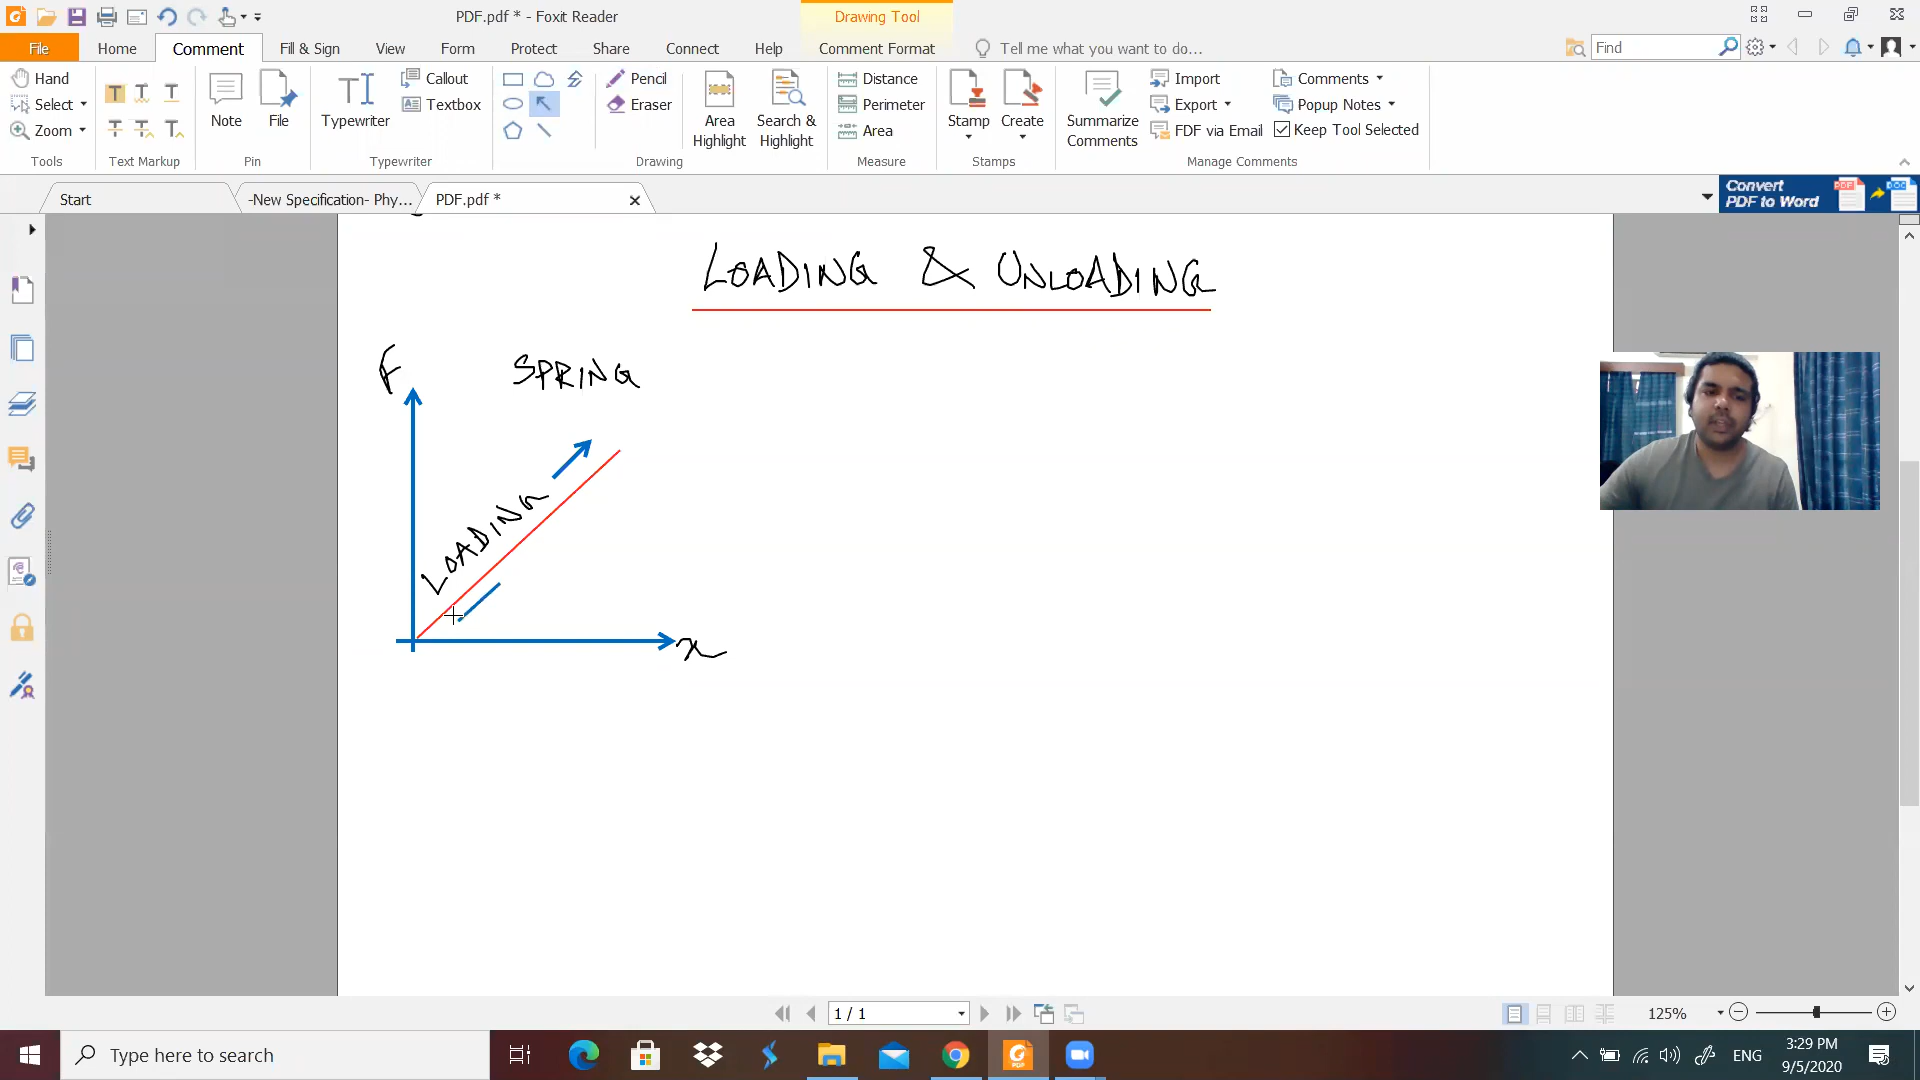 PDF.pdf * - Foxit Reader
Drawing Tool
File Home Comment Fill & Sign View Form Protect Share Connect Help Comment Format Tell me what you want to do... Find
Hand
Select
Zoom
Tools
Text Markup
Note
File
Pin
Typewriter
Callout
Textbox
Typewriter
Pencil
Eraser
Drawing
Area Highlight
Search & Highlight
Distance
Perimeter
Area
Measure
Stamp
Create
Stamps
Summarize Comments
Import
Export
FDF via Email
Comments
Popup Notes
Keep Tool Selected
Manage Comments
Start
-New Specification- Phy...
PDF.pdf *
Convert
PDF to Word
PDF
DOC
LOADING & UNLOADING
F
SPRING
LOADING
x
1 / 1
125%
Type here to search
PDF
ENG
3:29 PM
9/5/2020